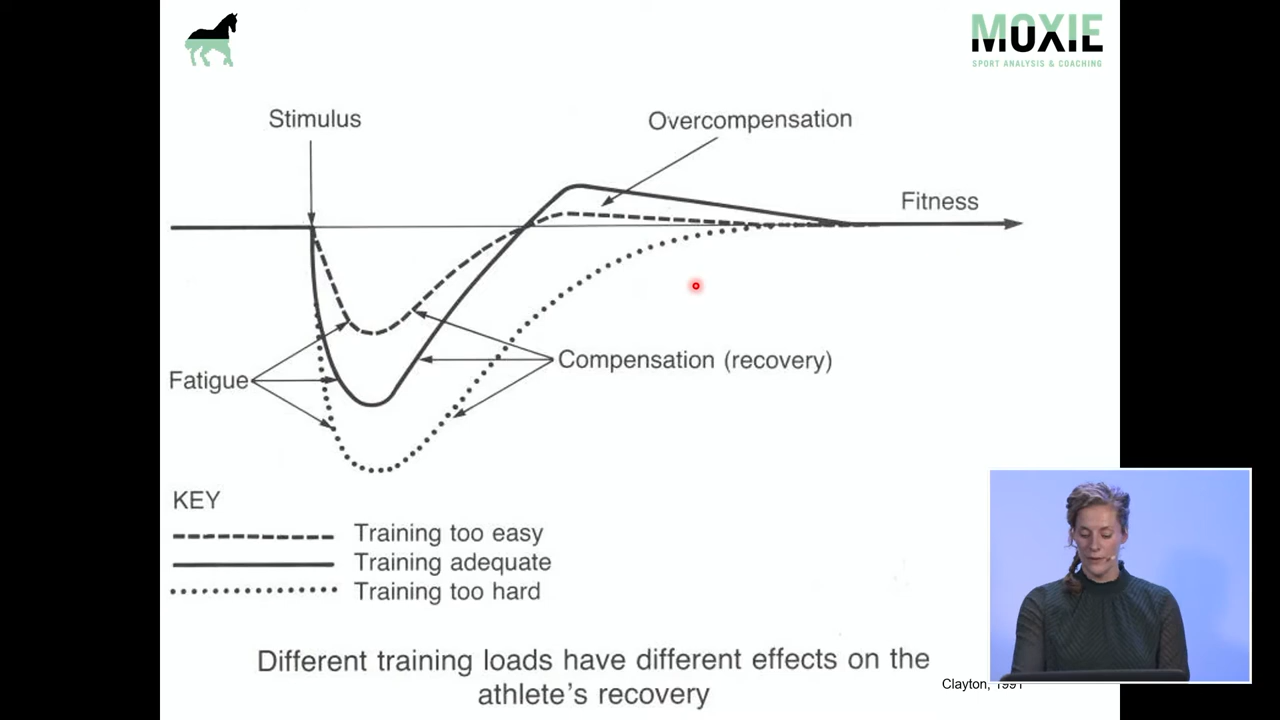 MOXIE
SPORT ANALYSIS & COACHING
Stimulus
Overcompensation
Fitness
Fatigue
Compensation (recovery)
KEY
Training too easy
Training adequate
Training too hard
Different training loads have different effects on the
athlete's recovery
Clayton, 1991